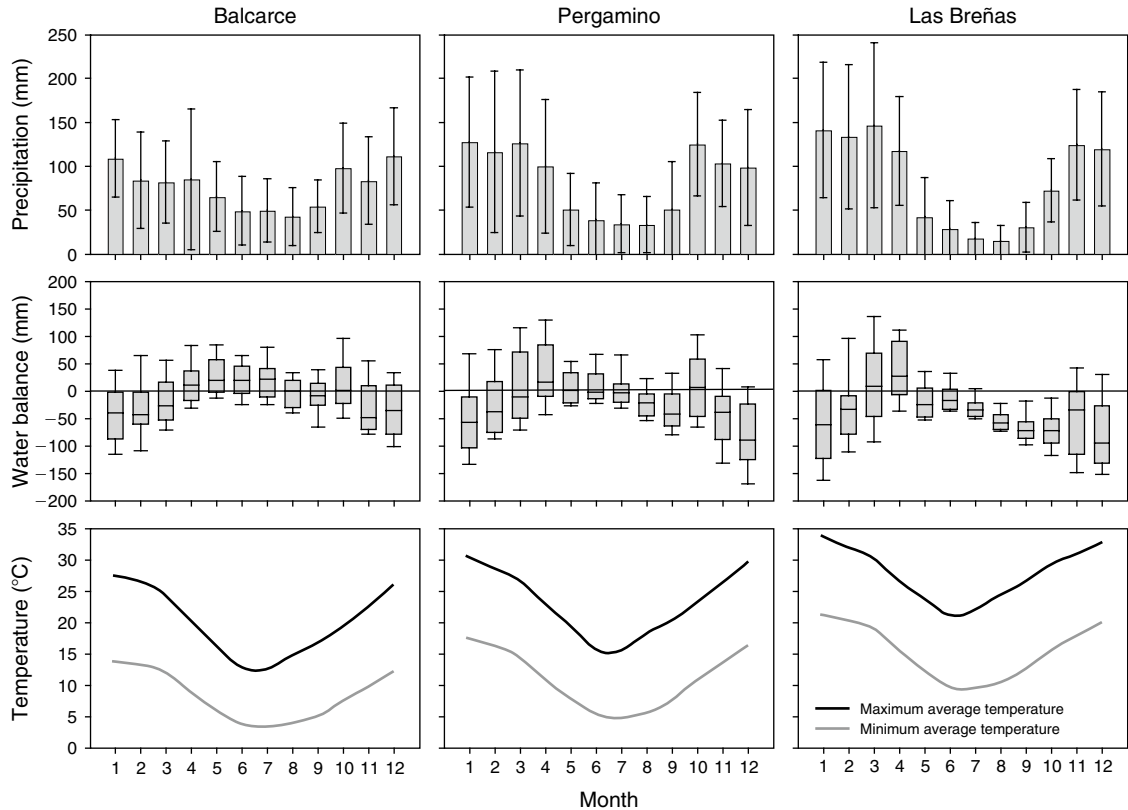 Balcarce Pergamino Las Breñas
Precipitation (mm)
250
200
150
100
50
0
Water balance (mm)
200
150
100
50
0
−50
−100
−150
−200
Temperature (°C)
35
30
25
20
15
10
5
0
Maximum average temperature
Minimum average temperature
1 2 3 4 5 6 7 8 9 10 11 12 1 2 3 4 5 6 7 8 9 10 11 12 1 2 3 4 5 6 7 8 9 10 11 12
Month